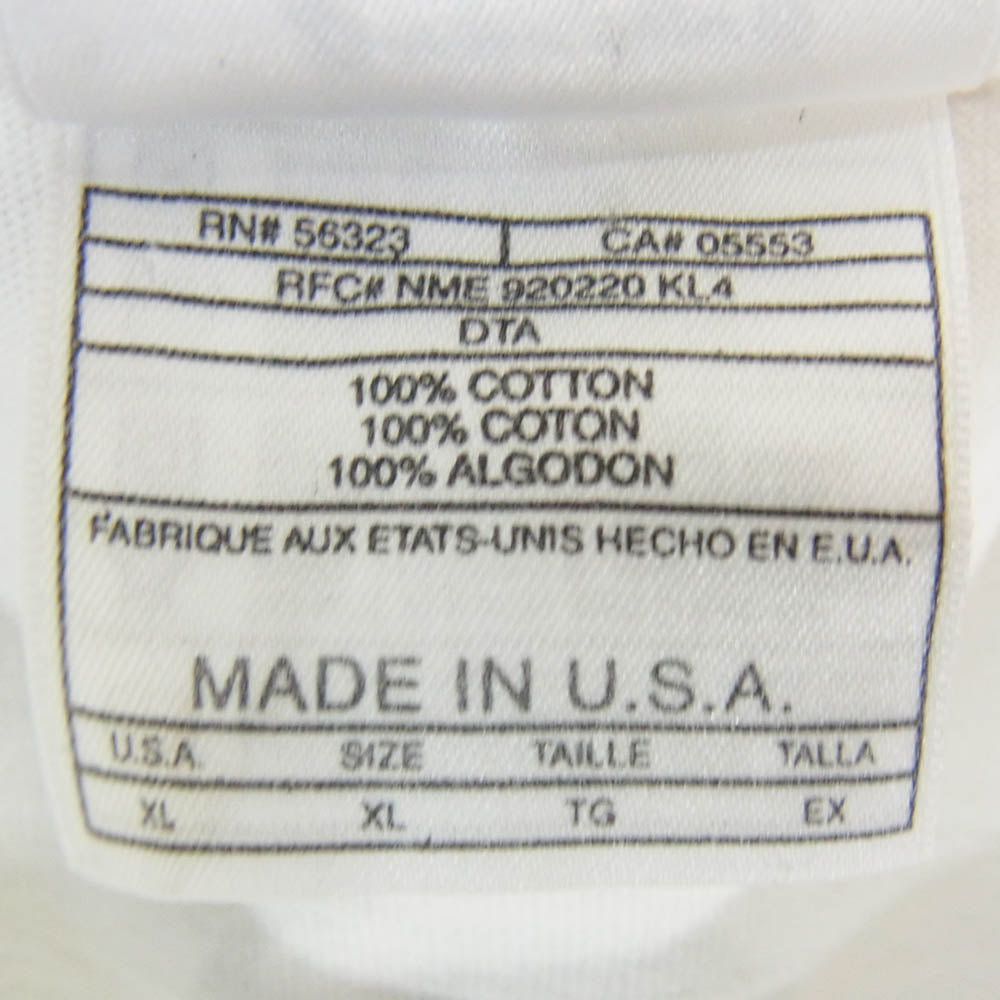 RN# 56323 CA# 05553
RFC# NME 920220 KL4
DTA
100% COTTON
100% COTON
100% ALGODON
FABRIQUE AUX ETATS-UNIS HECHO EN E.U.A.
MADE IN U.S.A.
U.S.A. SIZE TAILLE TALLA
XL XL TG EX